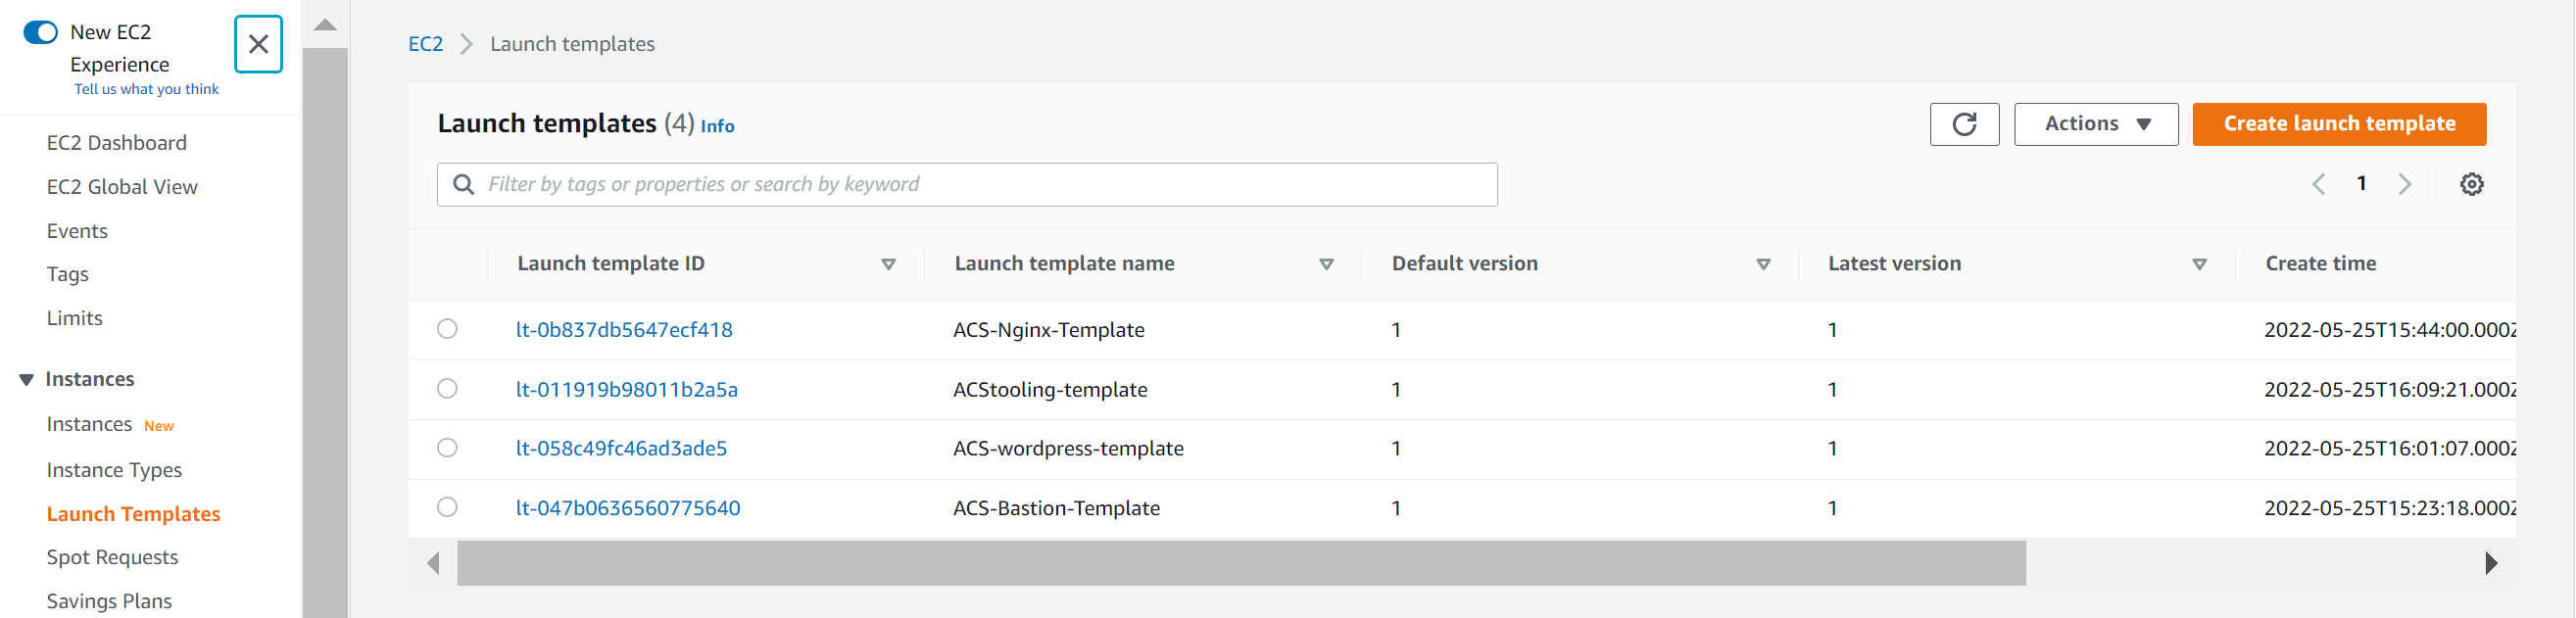 New EC2
Experience
Tell us what you think
EC2 Dashboard
EC2 Global View
Events
Tags
Limits
Instances
Instances New
Instance Types
Launch Templates
Spot Requests
Savings Plans
EC2 Launch templates
Launch templates (4) Info
Actions
Create launch template
Filter by tags or properties or search by keyword
1
Launch template ID Launch template name Default version Latest version Create time
lt-0b837db5647ecf418 ACS-Nginx-Template 1 1 2022-05-25T15:44:00.000Z
lt-011919b98011b2a5a ACStooling-template 1 1 2022-05-25T16:09:21.000Z
lt-058c49fc46ad3ade5 ACS-wordpress-template 1 1 2022-05-25T16:01:07.000Z
lt-047b0636560775640 ACS-Bastion-Template 1 1 2022-05-25T15:23:18.000Z